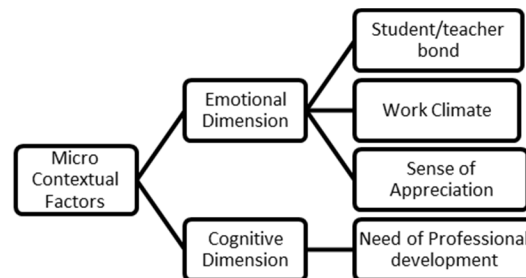 Student/teacher
bond
Emotional
Dimension
Work Climate
Micro
Contextual
Factors
Sense of
Appreciation
Cognitive
Dimension
Need of Professional
development